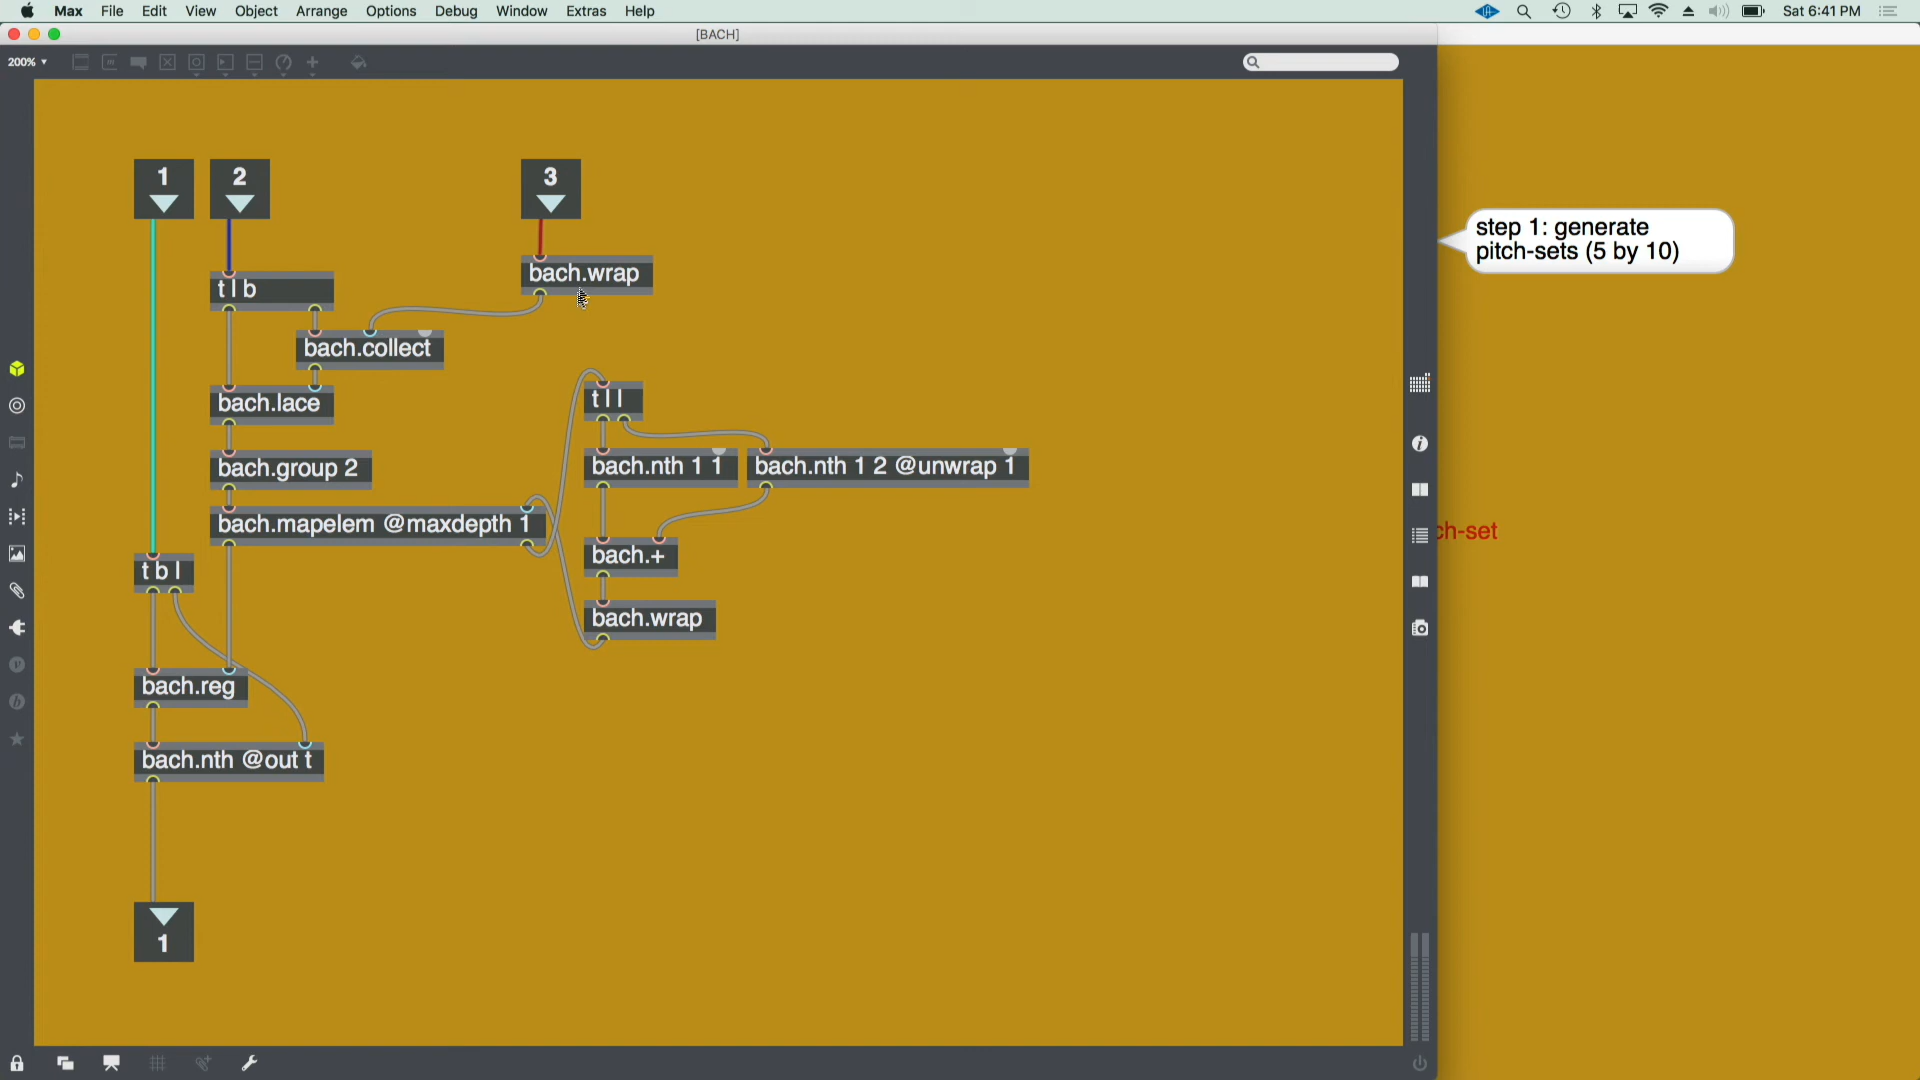 Max File Edit View Object Arrange Options Debug Window Extras Help
Sat 6:41 PM
[BACH]
200%
1
2
3
step 1: generate
pitch-sets (5 by 10)
bach.wrap
t l b
bach.collect
bach.lace
t l l
bach.group 2
bach.nth 1 1
bach.nth 1 2 @unwrap 1
bach.mapelem @maxdepth 1
ch-set
bach.+
t b l
bach.wrap
bach.reg
bach.nth @out t
1